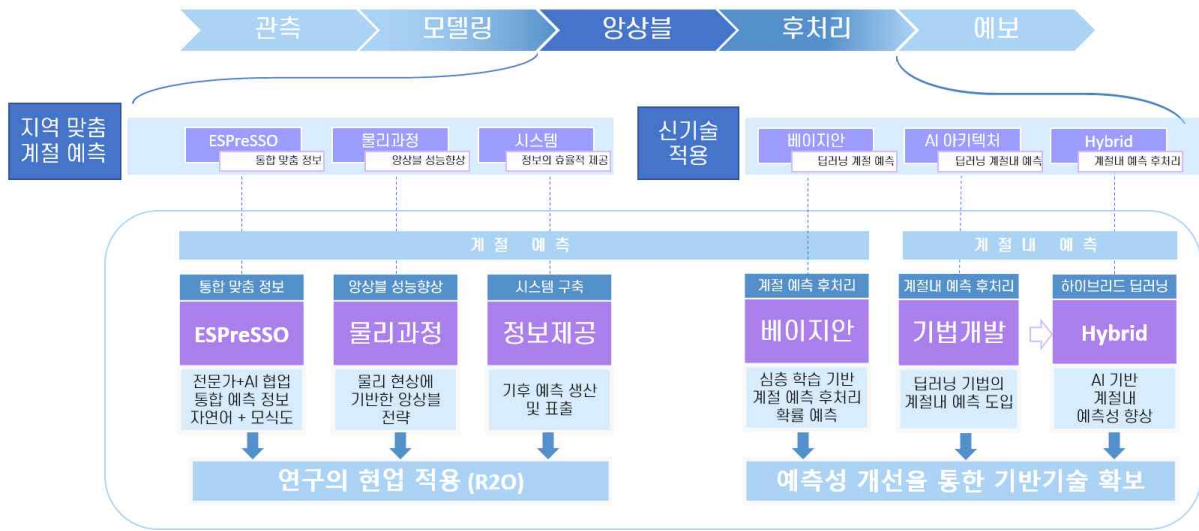 관측
모델링
앙상블
후처리
예보
지역 맞춤
계절 예측
ESPreSSO
통합 맞춤 정보
물리과정
앙상블 성능향상
시스템
정보의 효율적 제공
신기술
적용
베이지안
딥러닝 계절 예측
AI 아키텍처
딥러닝 계절내 예측
Hybrid
계절내 예측 후처리
계절 예측
계절내 예측
통합 맞춤 정보
ESPreSSO
전문가+AI 협업
통합 예측 정보
자연어 + 모식도
앙상블 성능향상
물리과정
물리 현상에
기반한 앙상블
전략
시스템 구축
정보제공
기후 예측 생산
및 표출
계절 예측 후처리
베이지안
심층 학습 기반
계절 예측 후처리
확률 예측
계절내 예측 후처리
기법개발
딥러닝 기법의
계절내 예측 도입
하이브리드 딥러닝
Hybrid
AI 기반
계절내
예측성 향상
연구의 현업 적용 (R2O)
예측성 개선을 통한 기반기술 확보